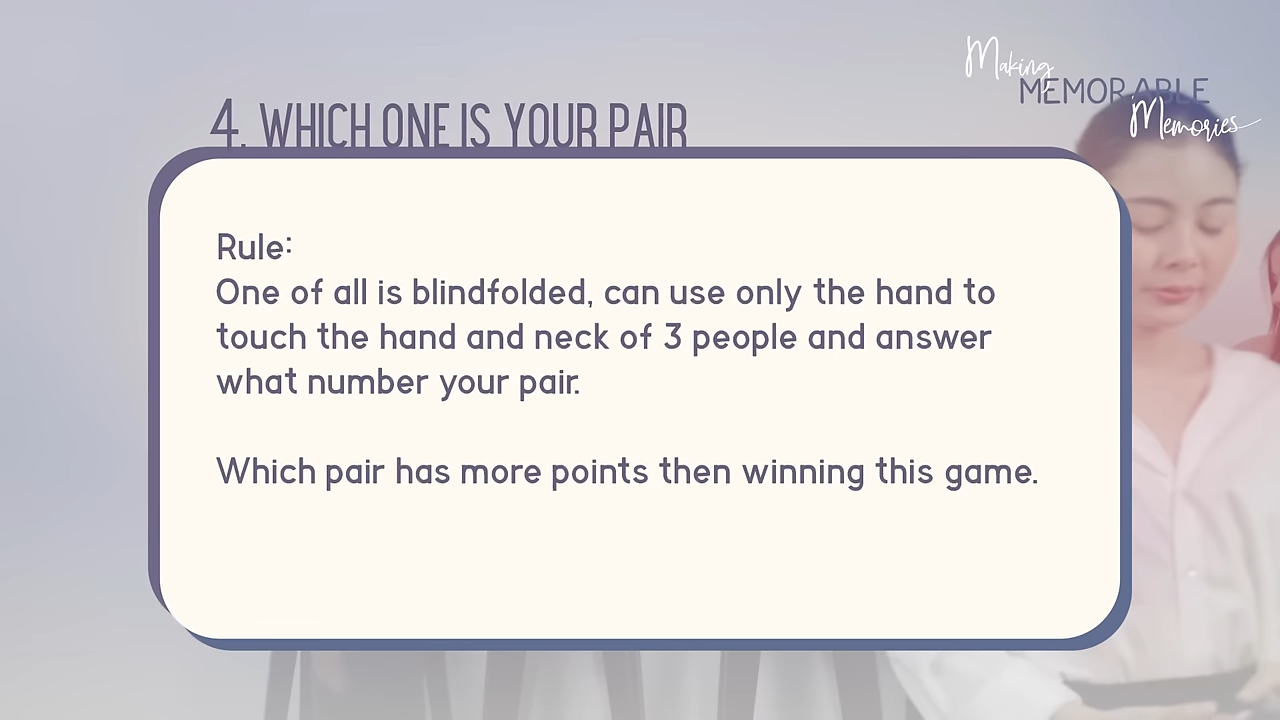 Making
MEMORABLE
Memories
4. WHICH ONE IS YOUR PAIR
Rule:
One of all is blindfolded, can use only the hand to
touch the hand and neck of 3 people and answer
what number your pair.
Which pair has more points then winning this game.